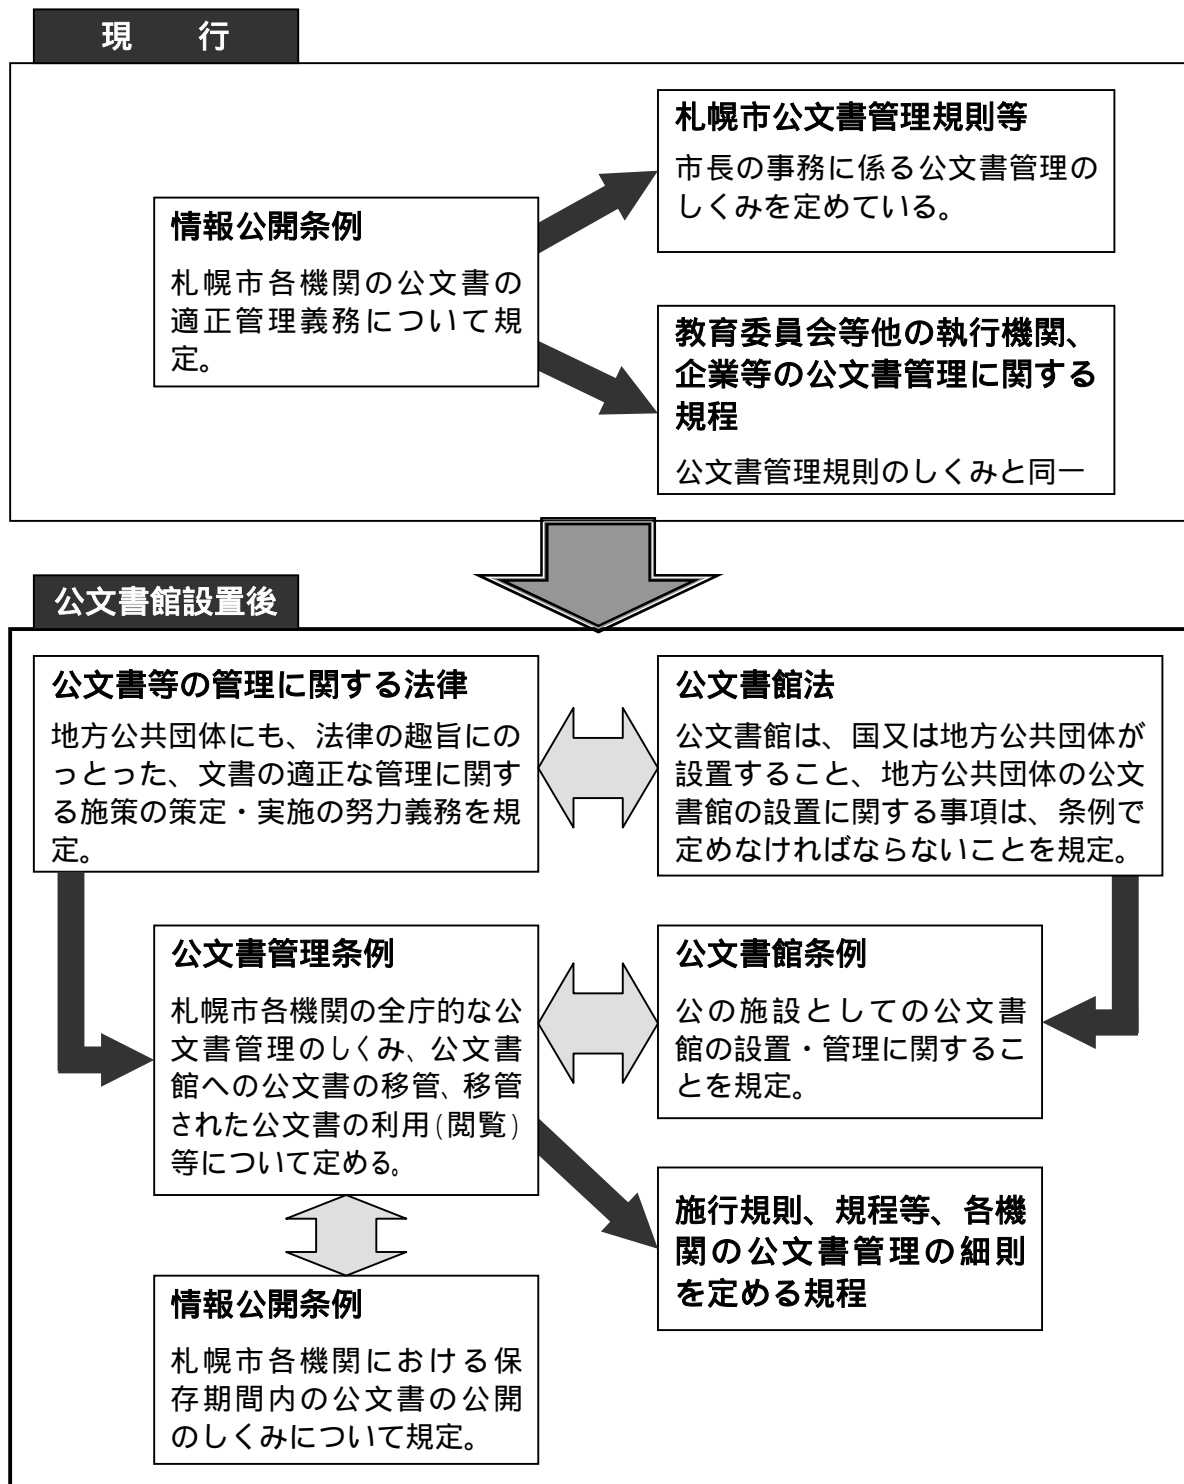 現　行
札幌市公文書管理規則等
市長の事務に係る公文書管理の
しくみを定めている。
情報公開条例
札幌市各機関の公文書の
適正管理義務について規
定。
教育委員会等他の執行機関、
企業等の公文書管理に関する
規程
公文書管理規則のしくみと同一
公文書館設置後
公文書等の管理に関する法律
地方公共団体にも、法律の趣旨にの
っとった、文書の適正な管理に関す
る施策の策定・実施の努力義務を規
定。
公文書館法
公文書館は、国又は地方公共団体が
設置すること、地方公共団体の公文
書館の設置に関する事項は、条例で
定めなければならないことを規定。
公文書管理条例
札幌市各機関の全庁的な公
文書管理のしくみ、公文書
館への公文書の移管、移管
された公文書の利用(閲覧)
等について定める。
公文書館条例
公の施設としての公文書
館の設置・管理に関するこ
とを規定。
施行規則、規程等、各機
関の公文書管理の細則
を定める規程
情報公開条例
札幌市各機関における保
存期間内の公文書の公開
のしくみについて規定。